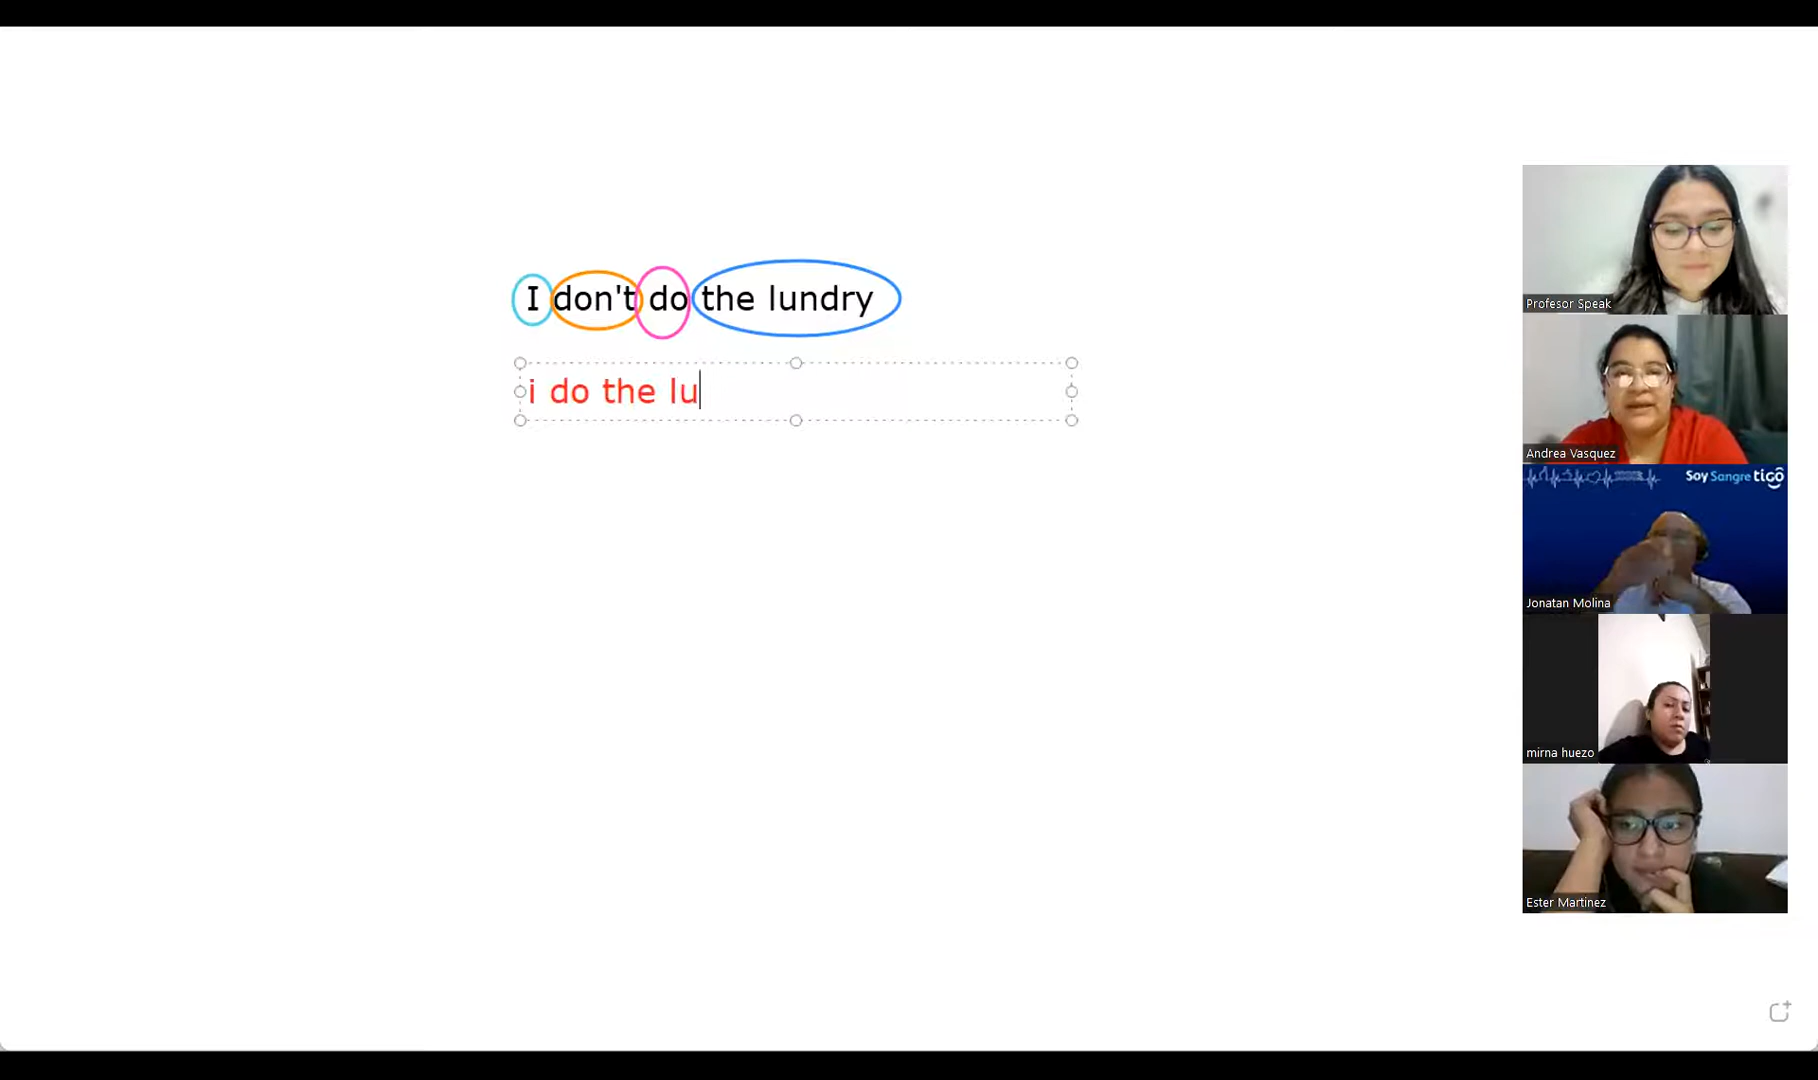 I don't do the lundry
i do the lu
Profesor Speak
Andrea Vasquez
Soy Sangre tigo
Jonatan Molina
mirna huezo
Ester Martinez